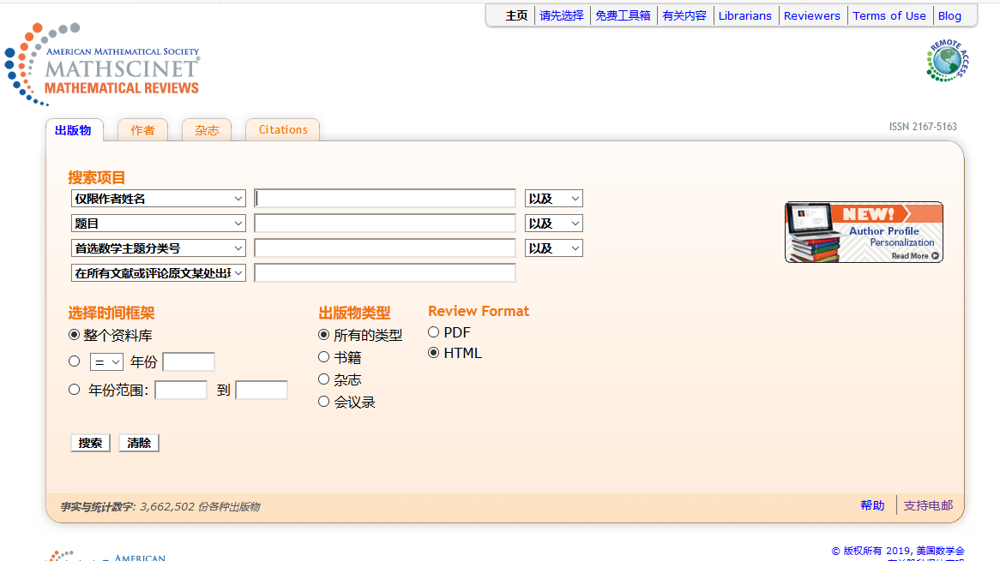 主页 请先选择 免费工具箱 有关内容 Librarians Reviewers Terms of Use Blog
AMERICAN MATHEMATICAL SOCIETY
MATHSCINET®
MATHEMATICAL REVIEWS
REMOTE ACCESS
出版物 作者 杂志 Citations
ISSN 2167-5163
搜索项目
仅限作者姓名 以及
题目 以及
首选数学主题分类号 以及
在所有文献或评论原文某处出现
NEW!
Author Profile
Personalization
Read More
选择时间框架 出版物类型 Review Format
整个资料库 所有的类型 PDF
= 年份 书籍 HTML
年份范围: 到 杂志
会议录
搜索 清除
事实与统计数字: 3,662,502 份各种出版物
帮助 支持电邮
© 版权所有 2019, 美国数学会
AMERICAN